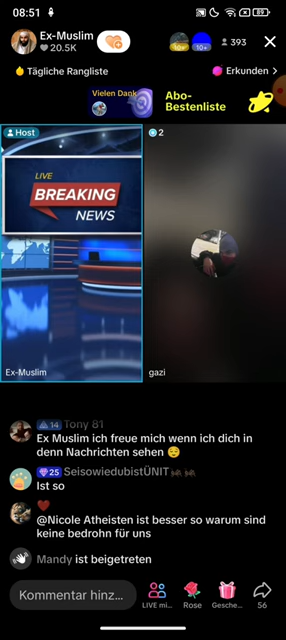 08:51
89
Ex-Muslim
20.5K
10+
10+
393
Tägliche Rangliste
Erkunden >
Vielen Dank
Abo-
Bestenliste
Host
2
LIVE
BREAKING
NEWS
Ex-Muslim
gazi
14 Tony 81
Ex Muslim ich freue mich wenn ich dich in
denn Nachrichten sehen 😌
25 SeisowiedubistÜNIT
Ist so
❤️
@Nicole Atheisten ist besser so warum sind
keine bedrohn für uns
Mandy ist beigetreten
Kommentar hinz...
LIVE mi...
Rose
Gesche...
56